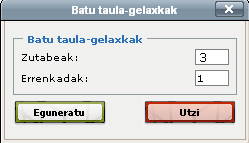 Batu taula-gelaxkak
Batu taula-gelaxkak
Zutabeak: 3
Errenkadak: 1
Eguneratu Utzi